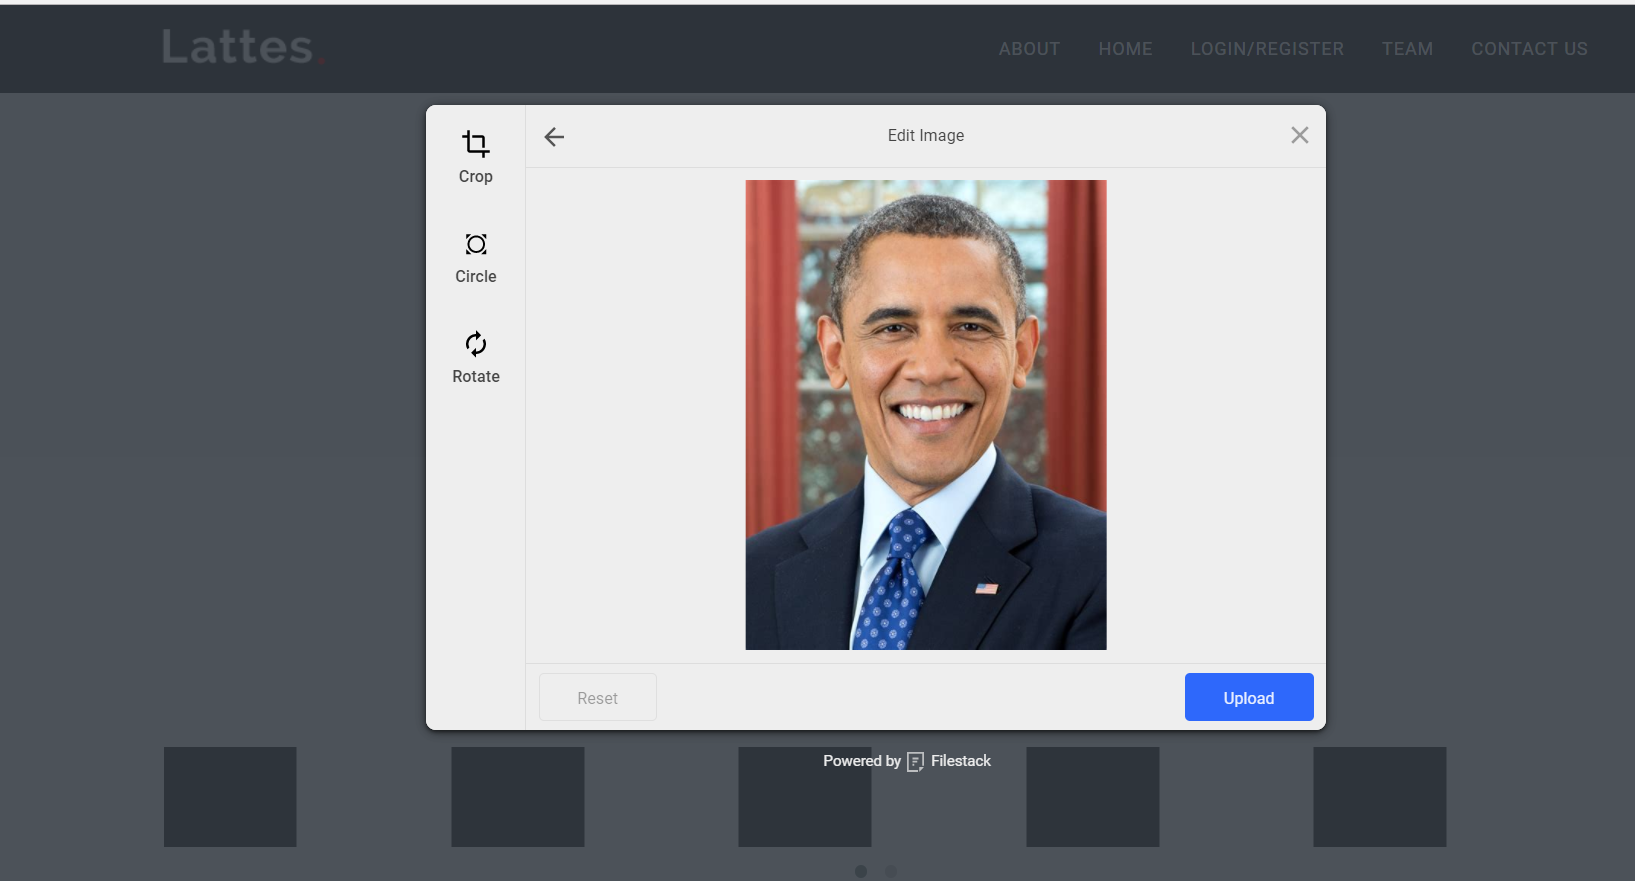 Lattes.
ABOUT HOME LOGIN/REGISTER TEAM CONTACT US
Edit Image
Crop
Circle
Rotate
Reset
Upload
Powered by Filestack